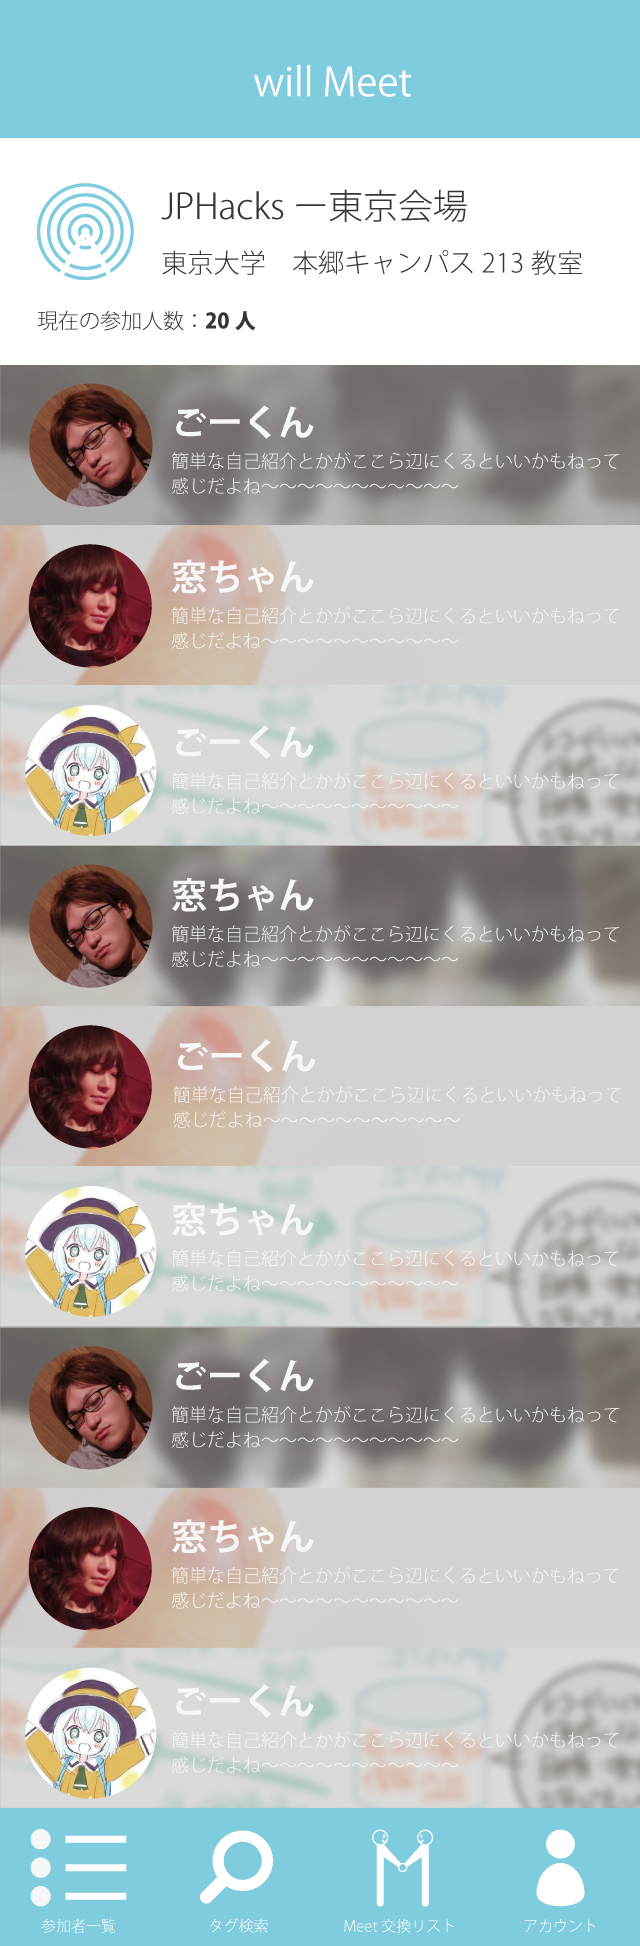 will Meet
JPHacks ー東京会場
東京大学　本郷キャンパス 213 教室
現在の参加人数：20 人
ごーくん
簡単な自己紹介とかがここら辺にくるといいかもねって
感じだよね〜〜〜〜〜〜〜〜〜〜〜
窓ちゃん
簡単な自己紹介とかがここら辺にくるといいかもねって
感じだよね〜〜〜〜〜〜〜〜〜〜〜
ごーくん
簡単な自己紹介とかがここら辺にくるといいかもねって
感じだよね〜〜〜〜〜〜〜〜〜〜〜
窓ちゃん
簡単な自己紹介とかがここら辺にくるといいかもねって
感じだよね〜〜〜〜〜〜〜〜〜〜〜
ごーくん
簡単な自己紹介とかがここら辺にくるといいかもねって
感じだよね〜〜〜〜〜〜〜〜〜〜〜
窓ちゃん
簡単な自己紹介とかがここら辺にくるといいかもねって
感じだよね〜〜〜〜〜〜〜〜〜〜〜
ごーくん
簡単な自己紹介とかがここら辺にくるといいかもねって
感じだよね〜〜〜〜〜〜〜〜〜〜〜
窓ちゃん
簡単な自己紹介とかがここら辺にくるといいかもねって
感じだよね〜〜〜〜〜〜〜〜〜〜〜
ごーくん
簡単な自己紹介とかがここら辺にくるといいかもねって
感じだよね〜〜〜〜〜〜〜〜〜〜〜
参加者一覧 タグ検索 Meet 交換リスト アカウント